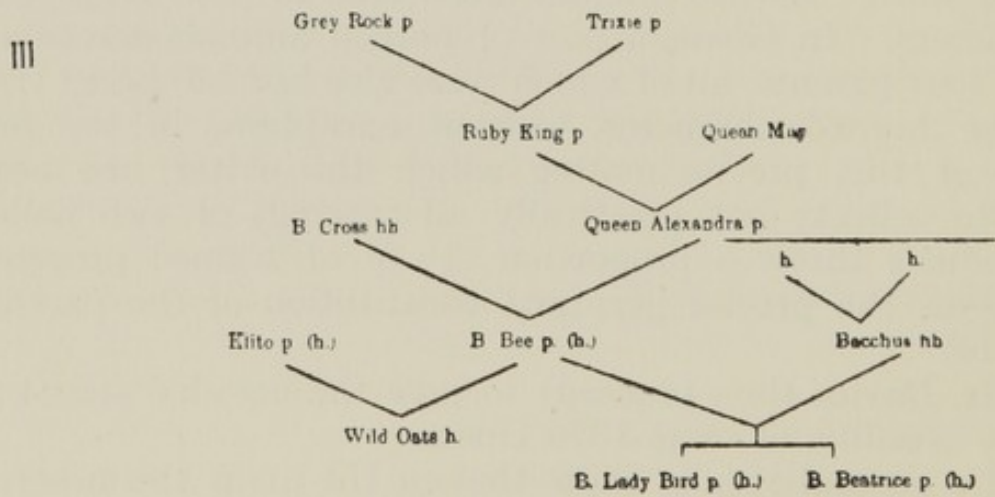 Grey Rock p Trixie p
III
Ruby King p Queen Mag
B. Cross hb Queen Alexandra p.
h. h.
Elito p (h.) B. Bee p. (h.) Bacchus hb
Wild Oats h.
B. Lady Bird p. (h.) B. Beatrice p. (h.)